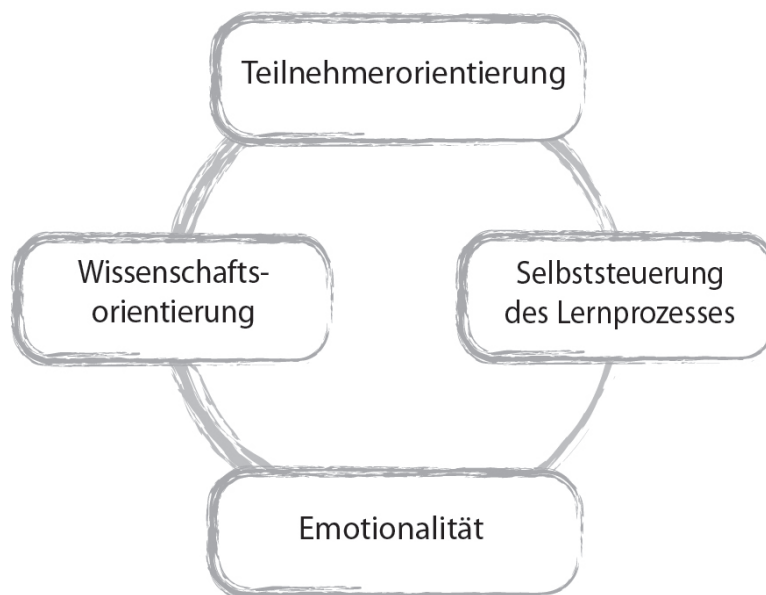 Teilnehmerorientierung
Wissenschafts-
orientierung
Selbststeuerung
des Lernprozesses
Emotionalität